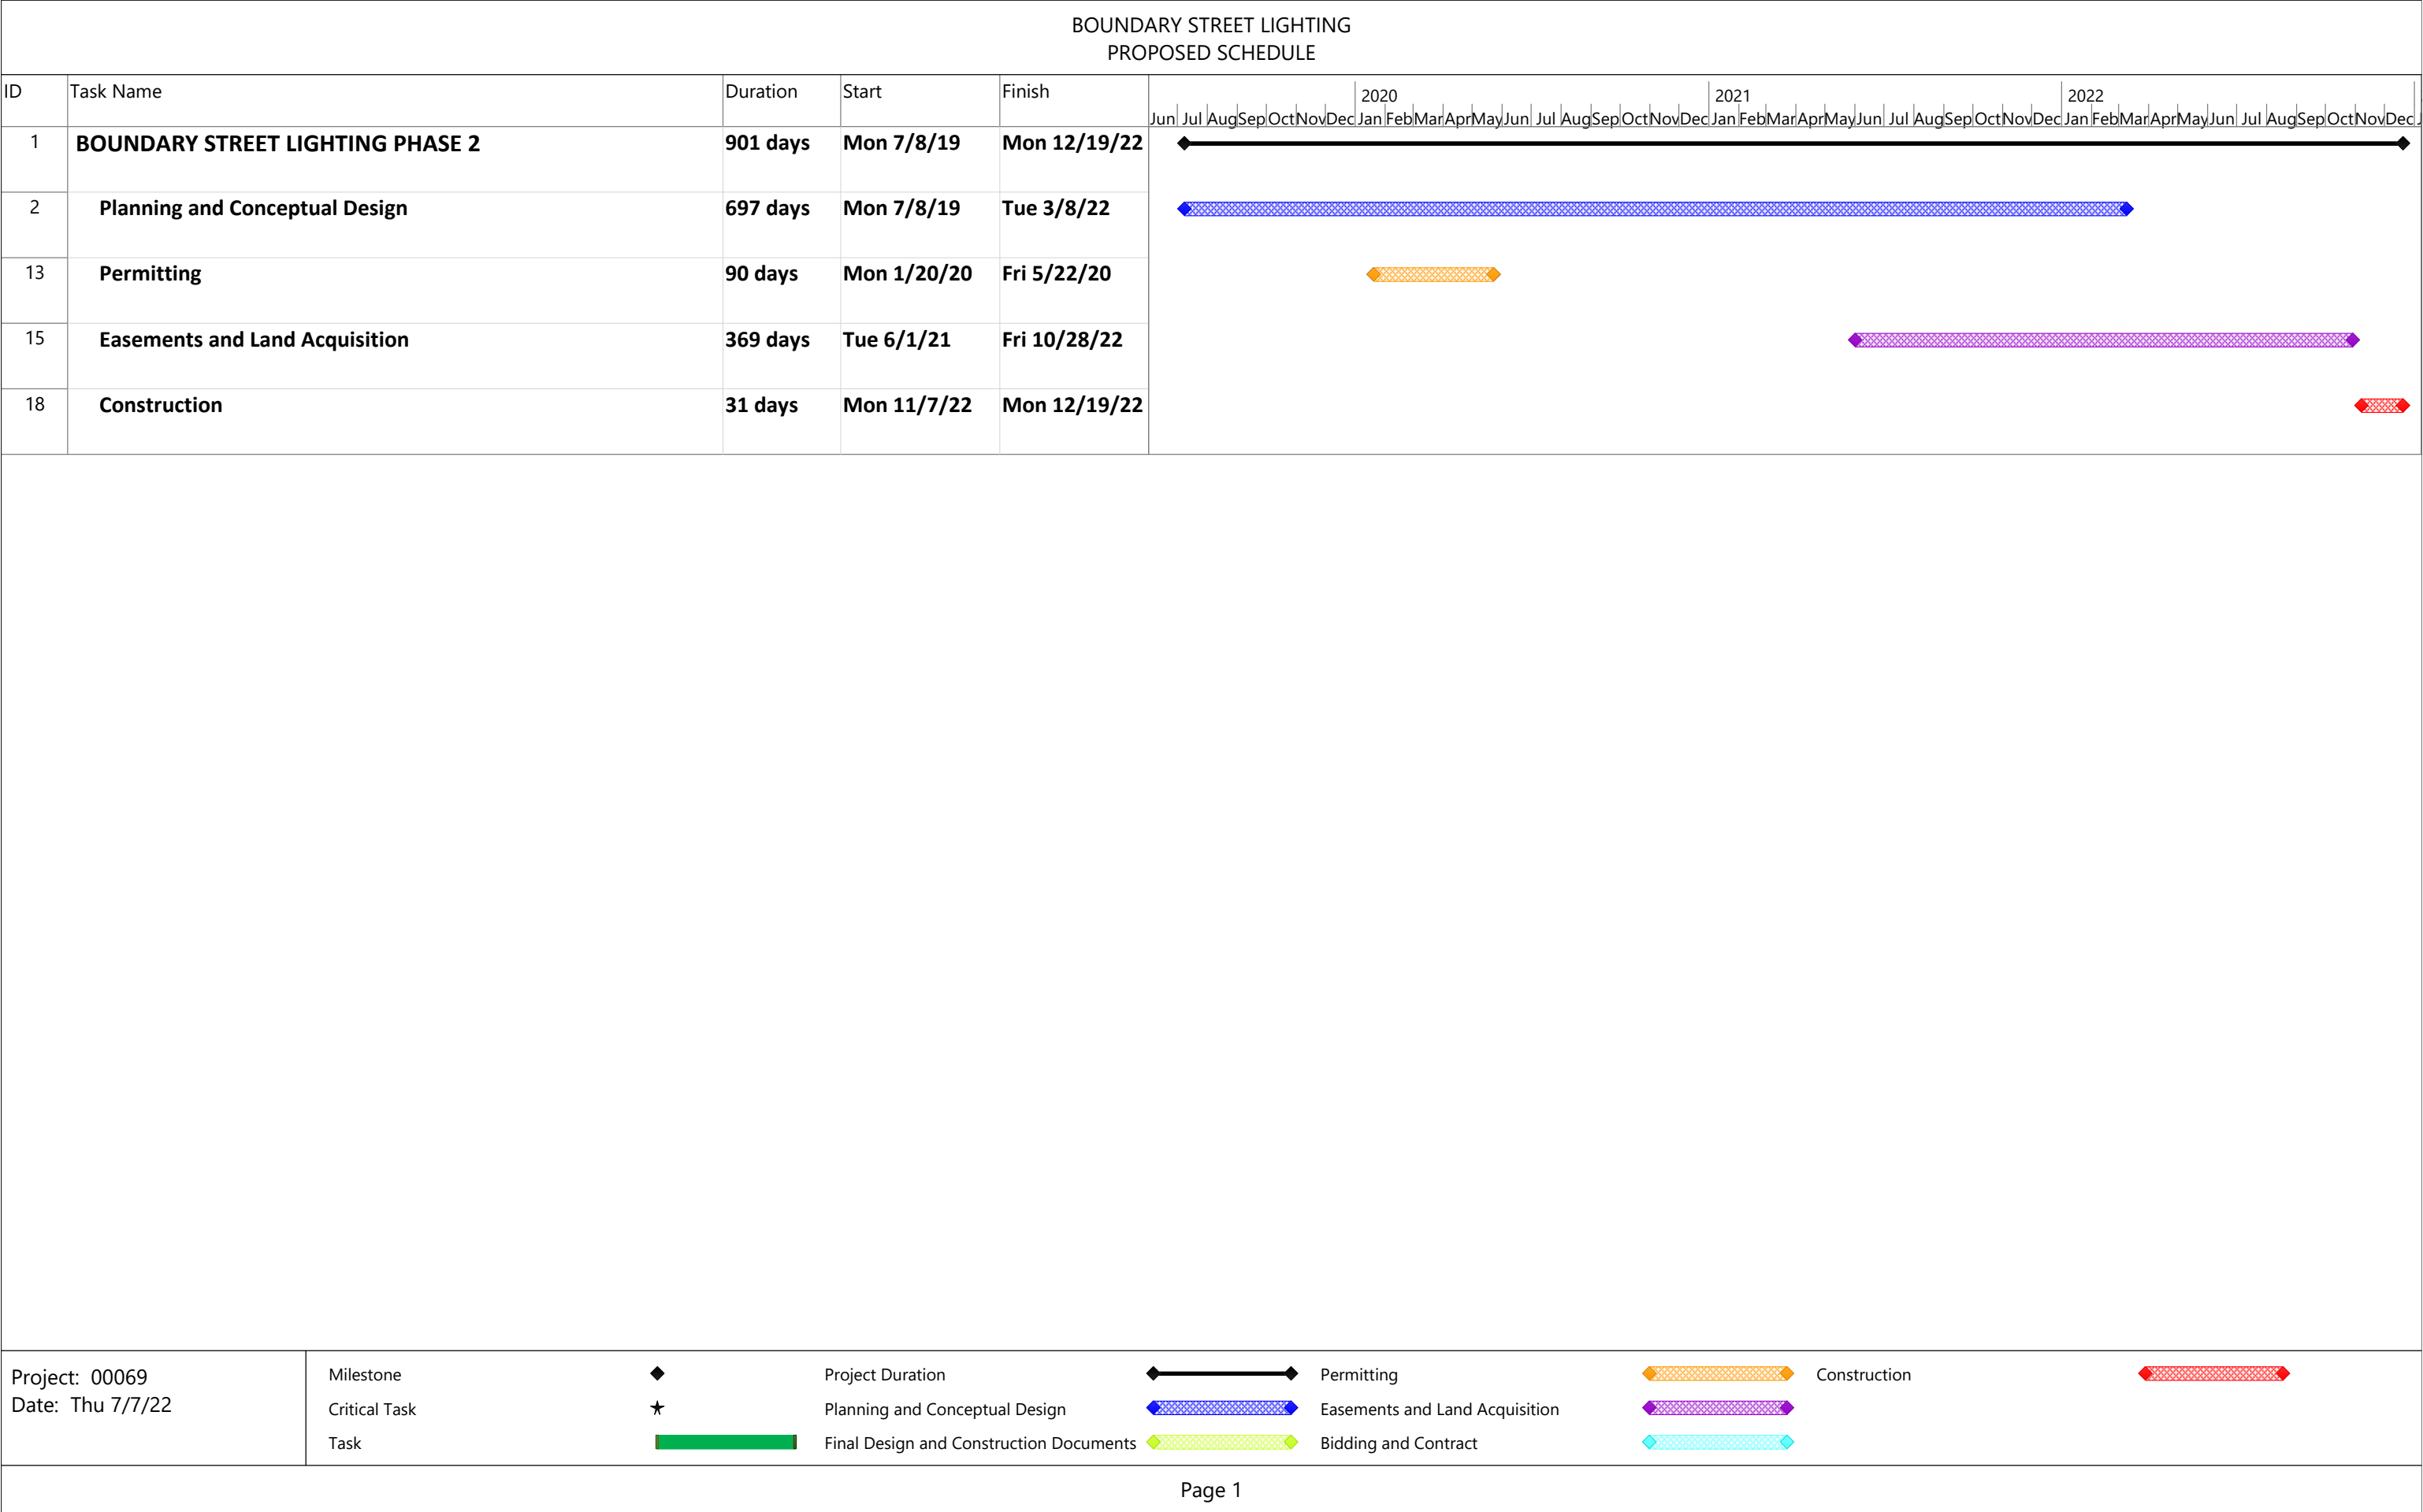 BOUNDARY STREET LIGHTING
PROPOSED SCHEDULE
ID Task Name Duration Start Finish
2020 2021 2022
Jun Jul Aug Sep Oct Nov Dec Jan Feb Mar Apr May Jun Jul Aug Sep Oct Nov Dec Jan Feb Mar Apr May Jun Jul Aug Sep Oct Nov Dec Jan Feb Mar Apr May Jun Jul Aug Sep Oct Nov Dec J
1 BOUNDARY STREET LIGHTING PHASE 2 901 days Mon 7/8/19 Mon 12/19/22
2 Planning and Conceptual Design 697 days Mon 7/8/19 Tue 3/8/22
13 Permitting 90 days Mon 1/20/20 Fri 5/22/20
15 Easements and Land Acquisition 369 days Tue 6/1/21 Fri 10/28/22
18 Construction 31 days Mon 11/7/22 Mon 12/19/22
Project: 00069
Date: Thu 7/7/22
Milestone Project Duration Permitting Construction
Critical Task Planning and Conceptual Design Easements and Land Acquisition
Task Final Design and Construction Documents Bidding and Contract
Page 1